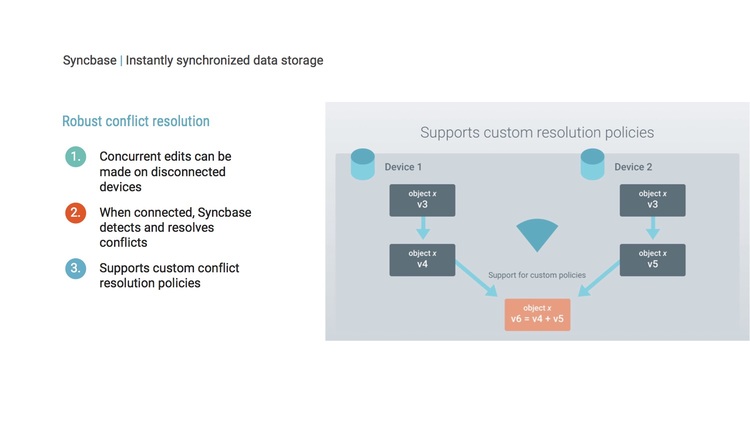 Syncbase | Instantly synchronized data storage
Robust conflict resolution
1. Concurrent edits can be
made on disconnected
devices
2. When connected, Syncbase
detects and resolves
conflicts
3. Supports custom conflict
resolution policies
Supports custom resolution policies
Device 1
Device 2
object x
v3
object x
v3
object x
v4
object x
v5
Support for custom policies
object x
v6 = v4 + v5